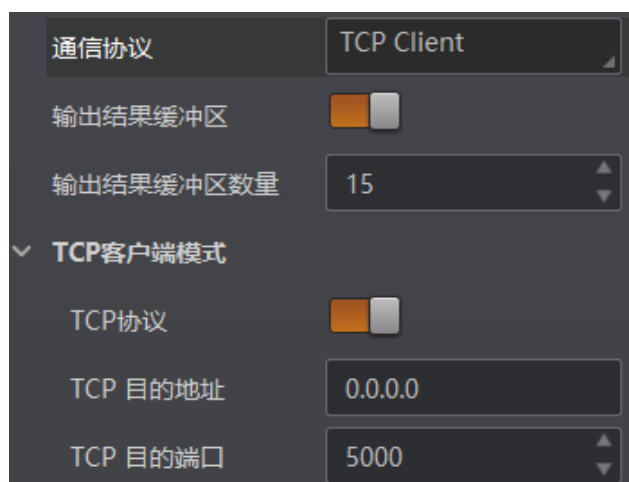 通信协议 TCP Client
输出结果缓冲区
输出结果缓冲区数量 15
TCP客户端模式
TCP协议
TCP 目的地址 0.0.0.0
TCP 目的端口 5000